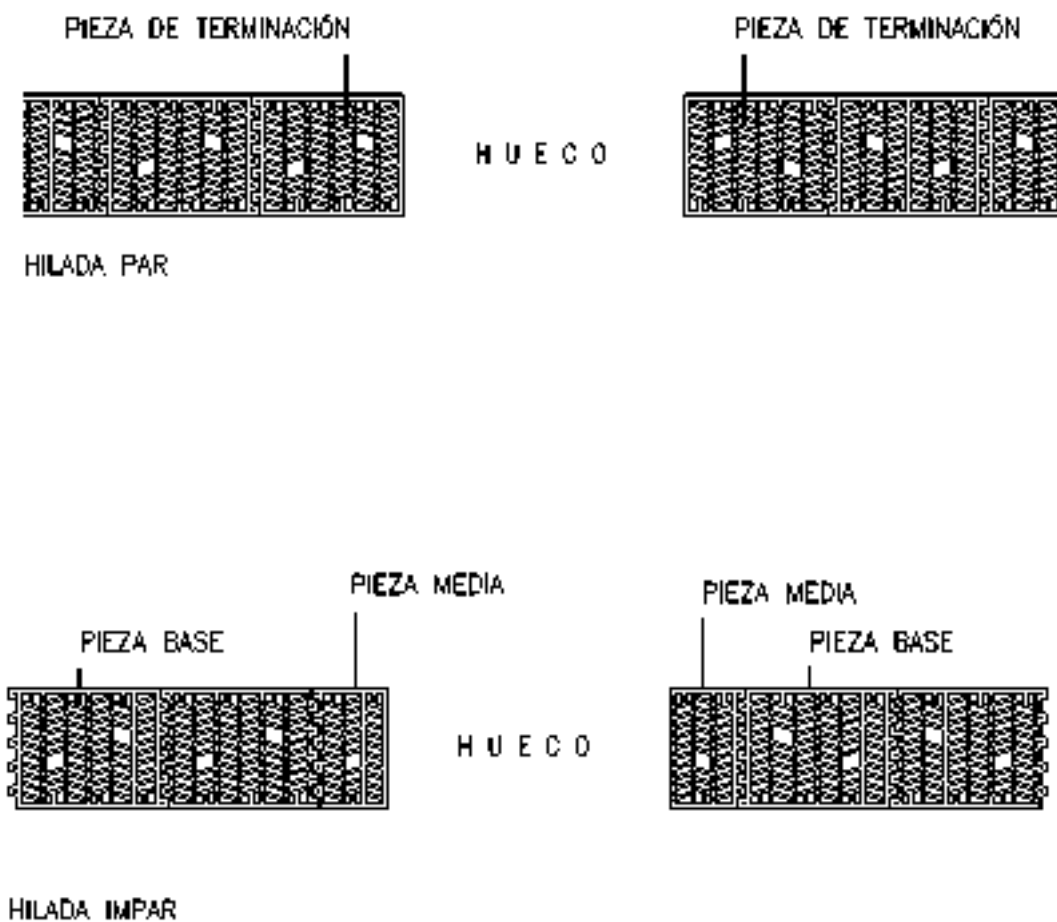 PIEZA DE TERMINACIÓN
PIEZA DE TERMINACIÓN
HUECO
HILADA PAR
PIEZA MEDIA
PIEZA MEDIA
PIEZA BASE
PIEZA BASE
HUECO
HILADA IMPAR